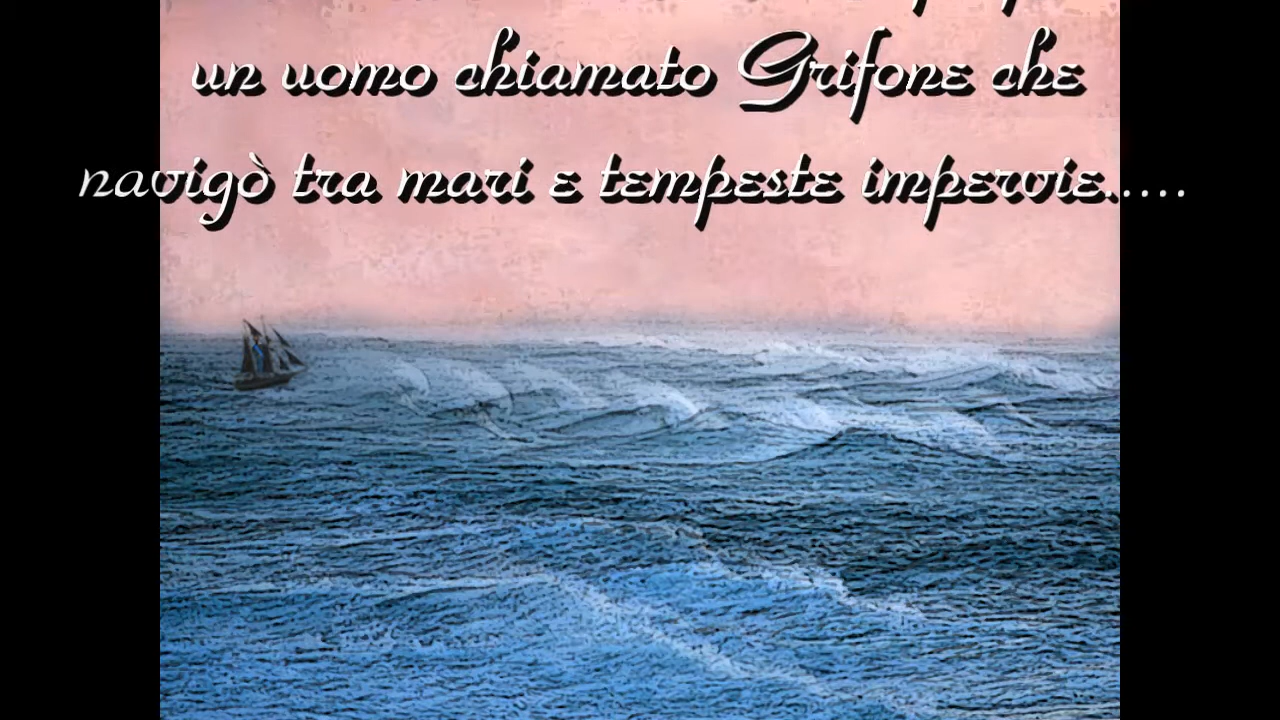 un uomo chiamato Grifone che
navigò tra mari e tempeste impervie.....